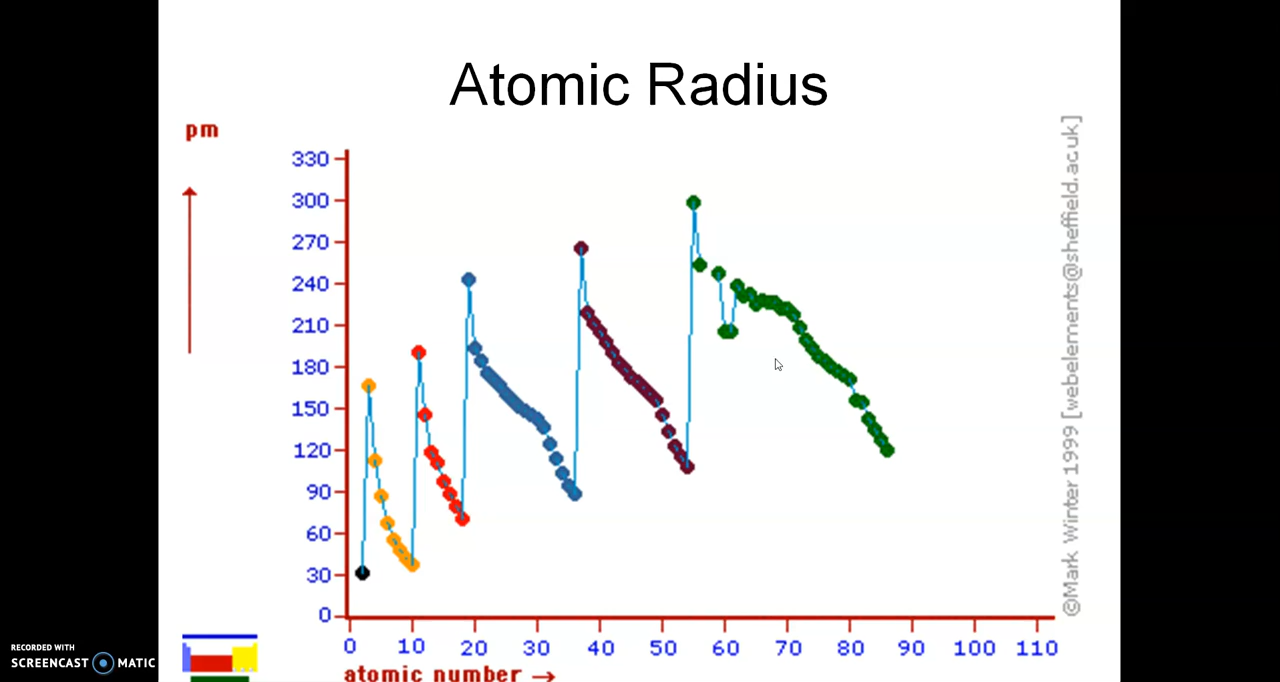 Atomic Radius
pm
330
300
270
240
210
180
150
120
90
60
30
0
0 10 20 30 40 50 60 70 80 90 100 110
atomic number →
©Mark Winter 1999 [webelements@sheffield.ac.uk]
RECORDED WITH
SCREENCAST MATIC